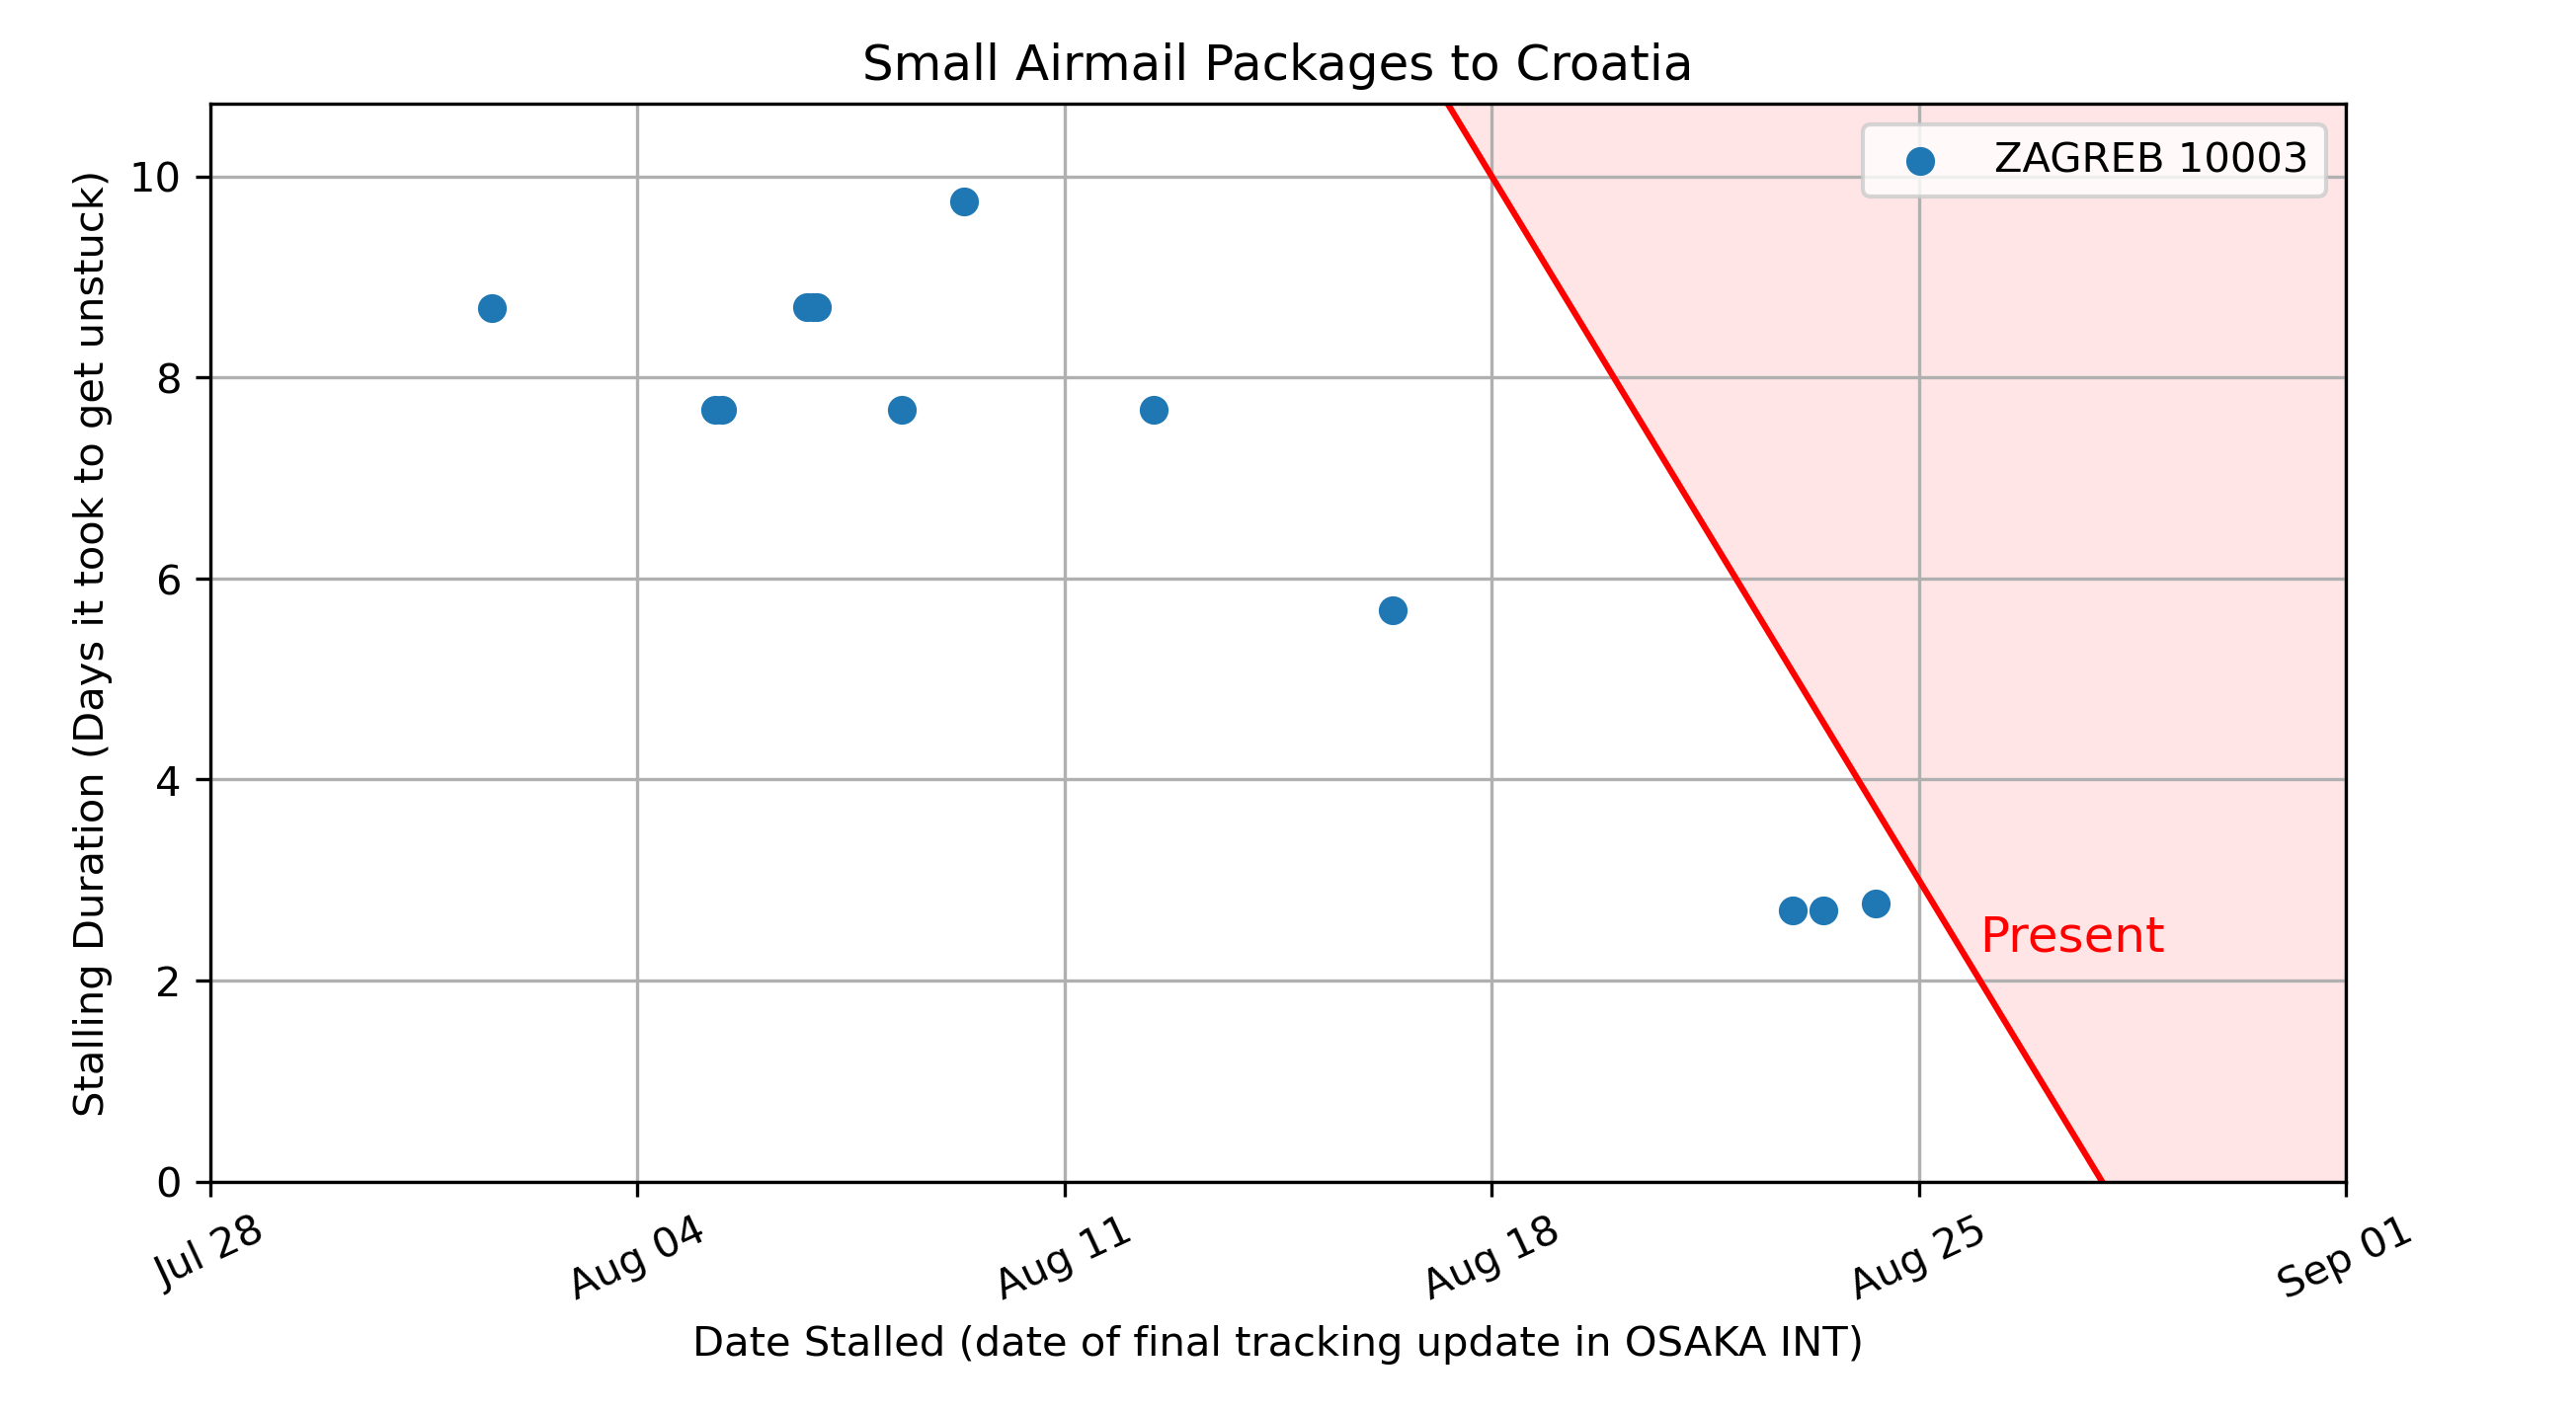 Small Airmail Packages to Croatia
ZAGREB 10003
Stalling Duration (Days it took to get unstuck)
10
8
6
4
2
0
Present
Jul 28
Aug 04
Aug 11
Aug 18
Aug 25
Sep 01
Date Stalled (date of final tracking update in OSAKA INT)